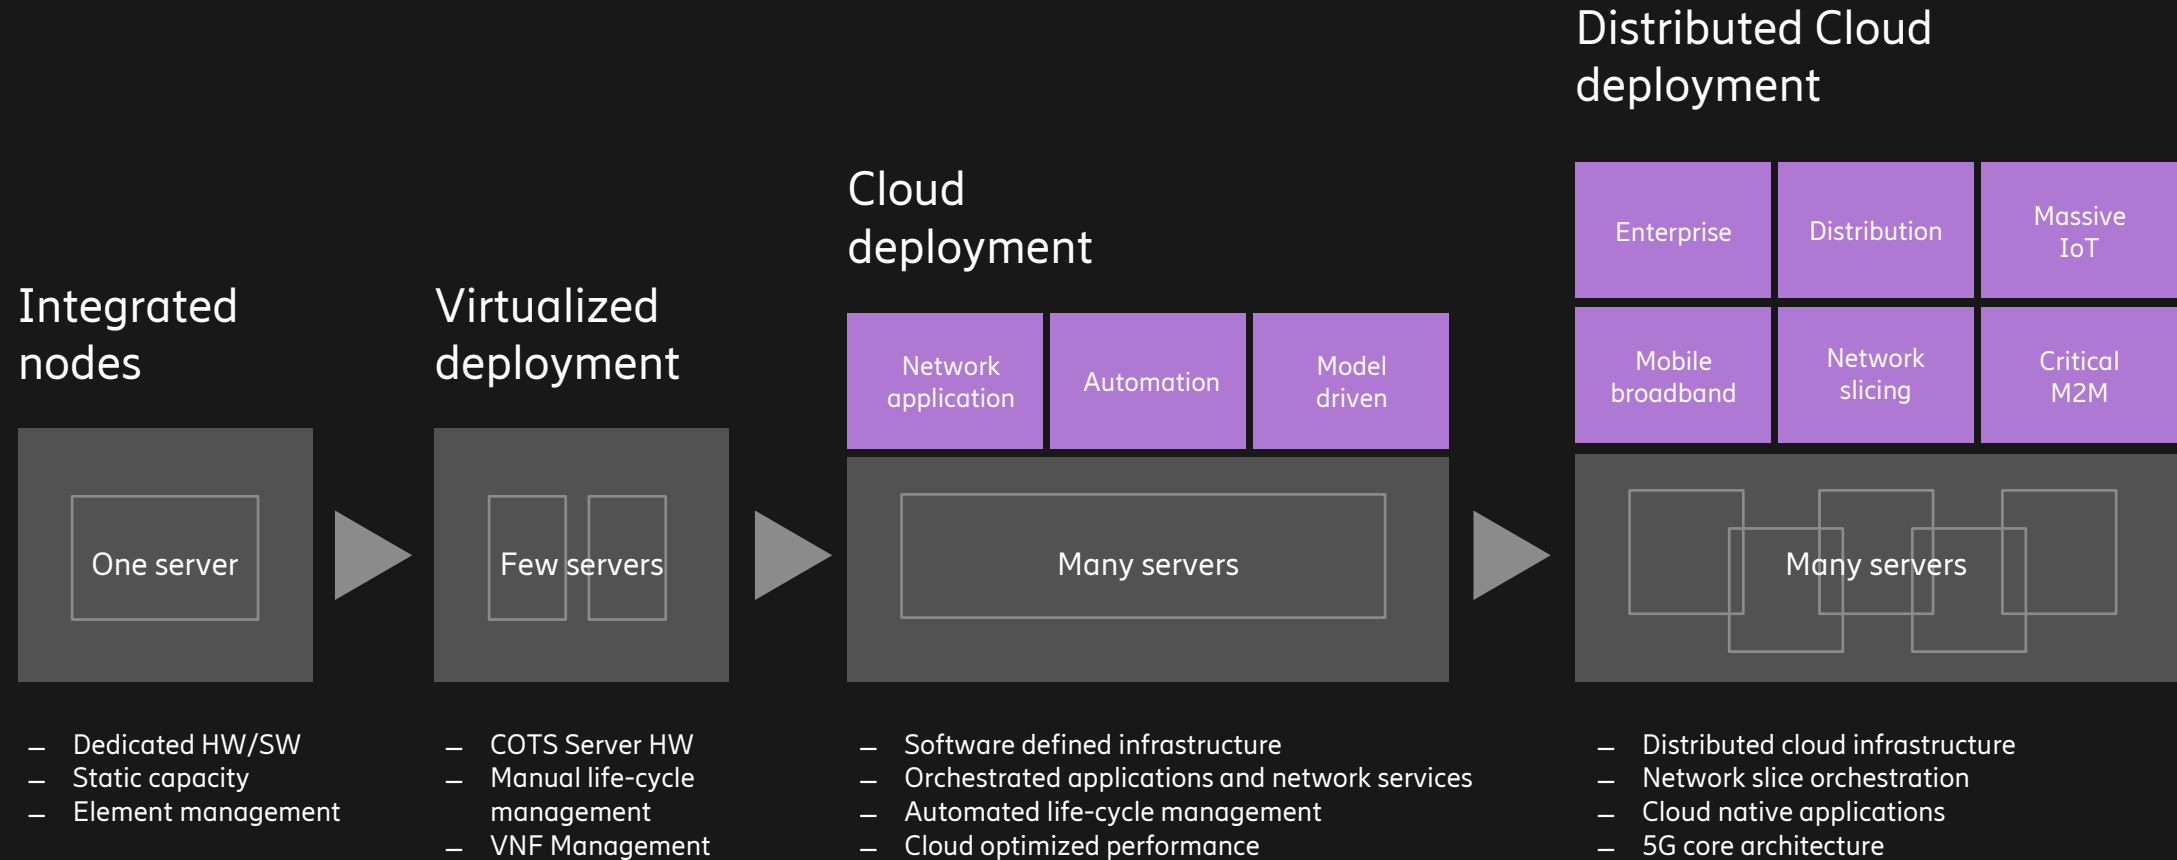 Integrated
nodes
One server
– Dedicated HW/SW
– Static capacity
– Element management
Virtualized
deployment
Few servers
– COTS Server HW
– Manual life-cycle
management
– VNF Management
Cloud
deployment
Network
application
Automation
Model
driven
Many servers
– Software defined infrastructure
– Orchestrated applications and network services
– Automated life-cycle management
– Cloud optimized performance
Distributed Cloud
deployment
Enterprise
Distribution
Massive
IoT
Mobile
broadband
Network
slicing
Critical
M2M
Many servers
– Distributed cloud infrastructure
– Network slice orchestration
– Cloud native applications
– 5G core architecture